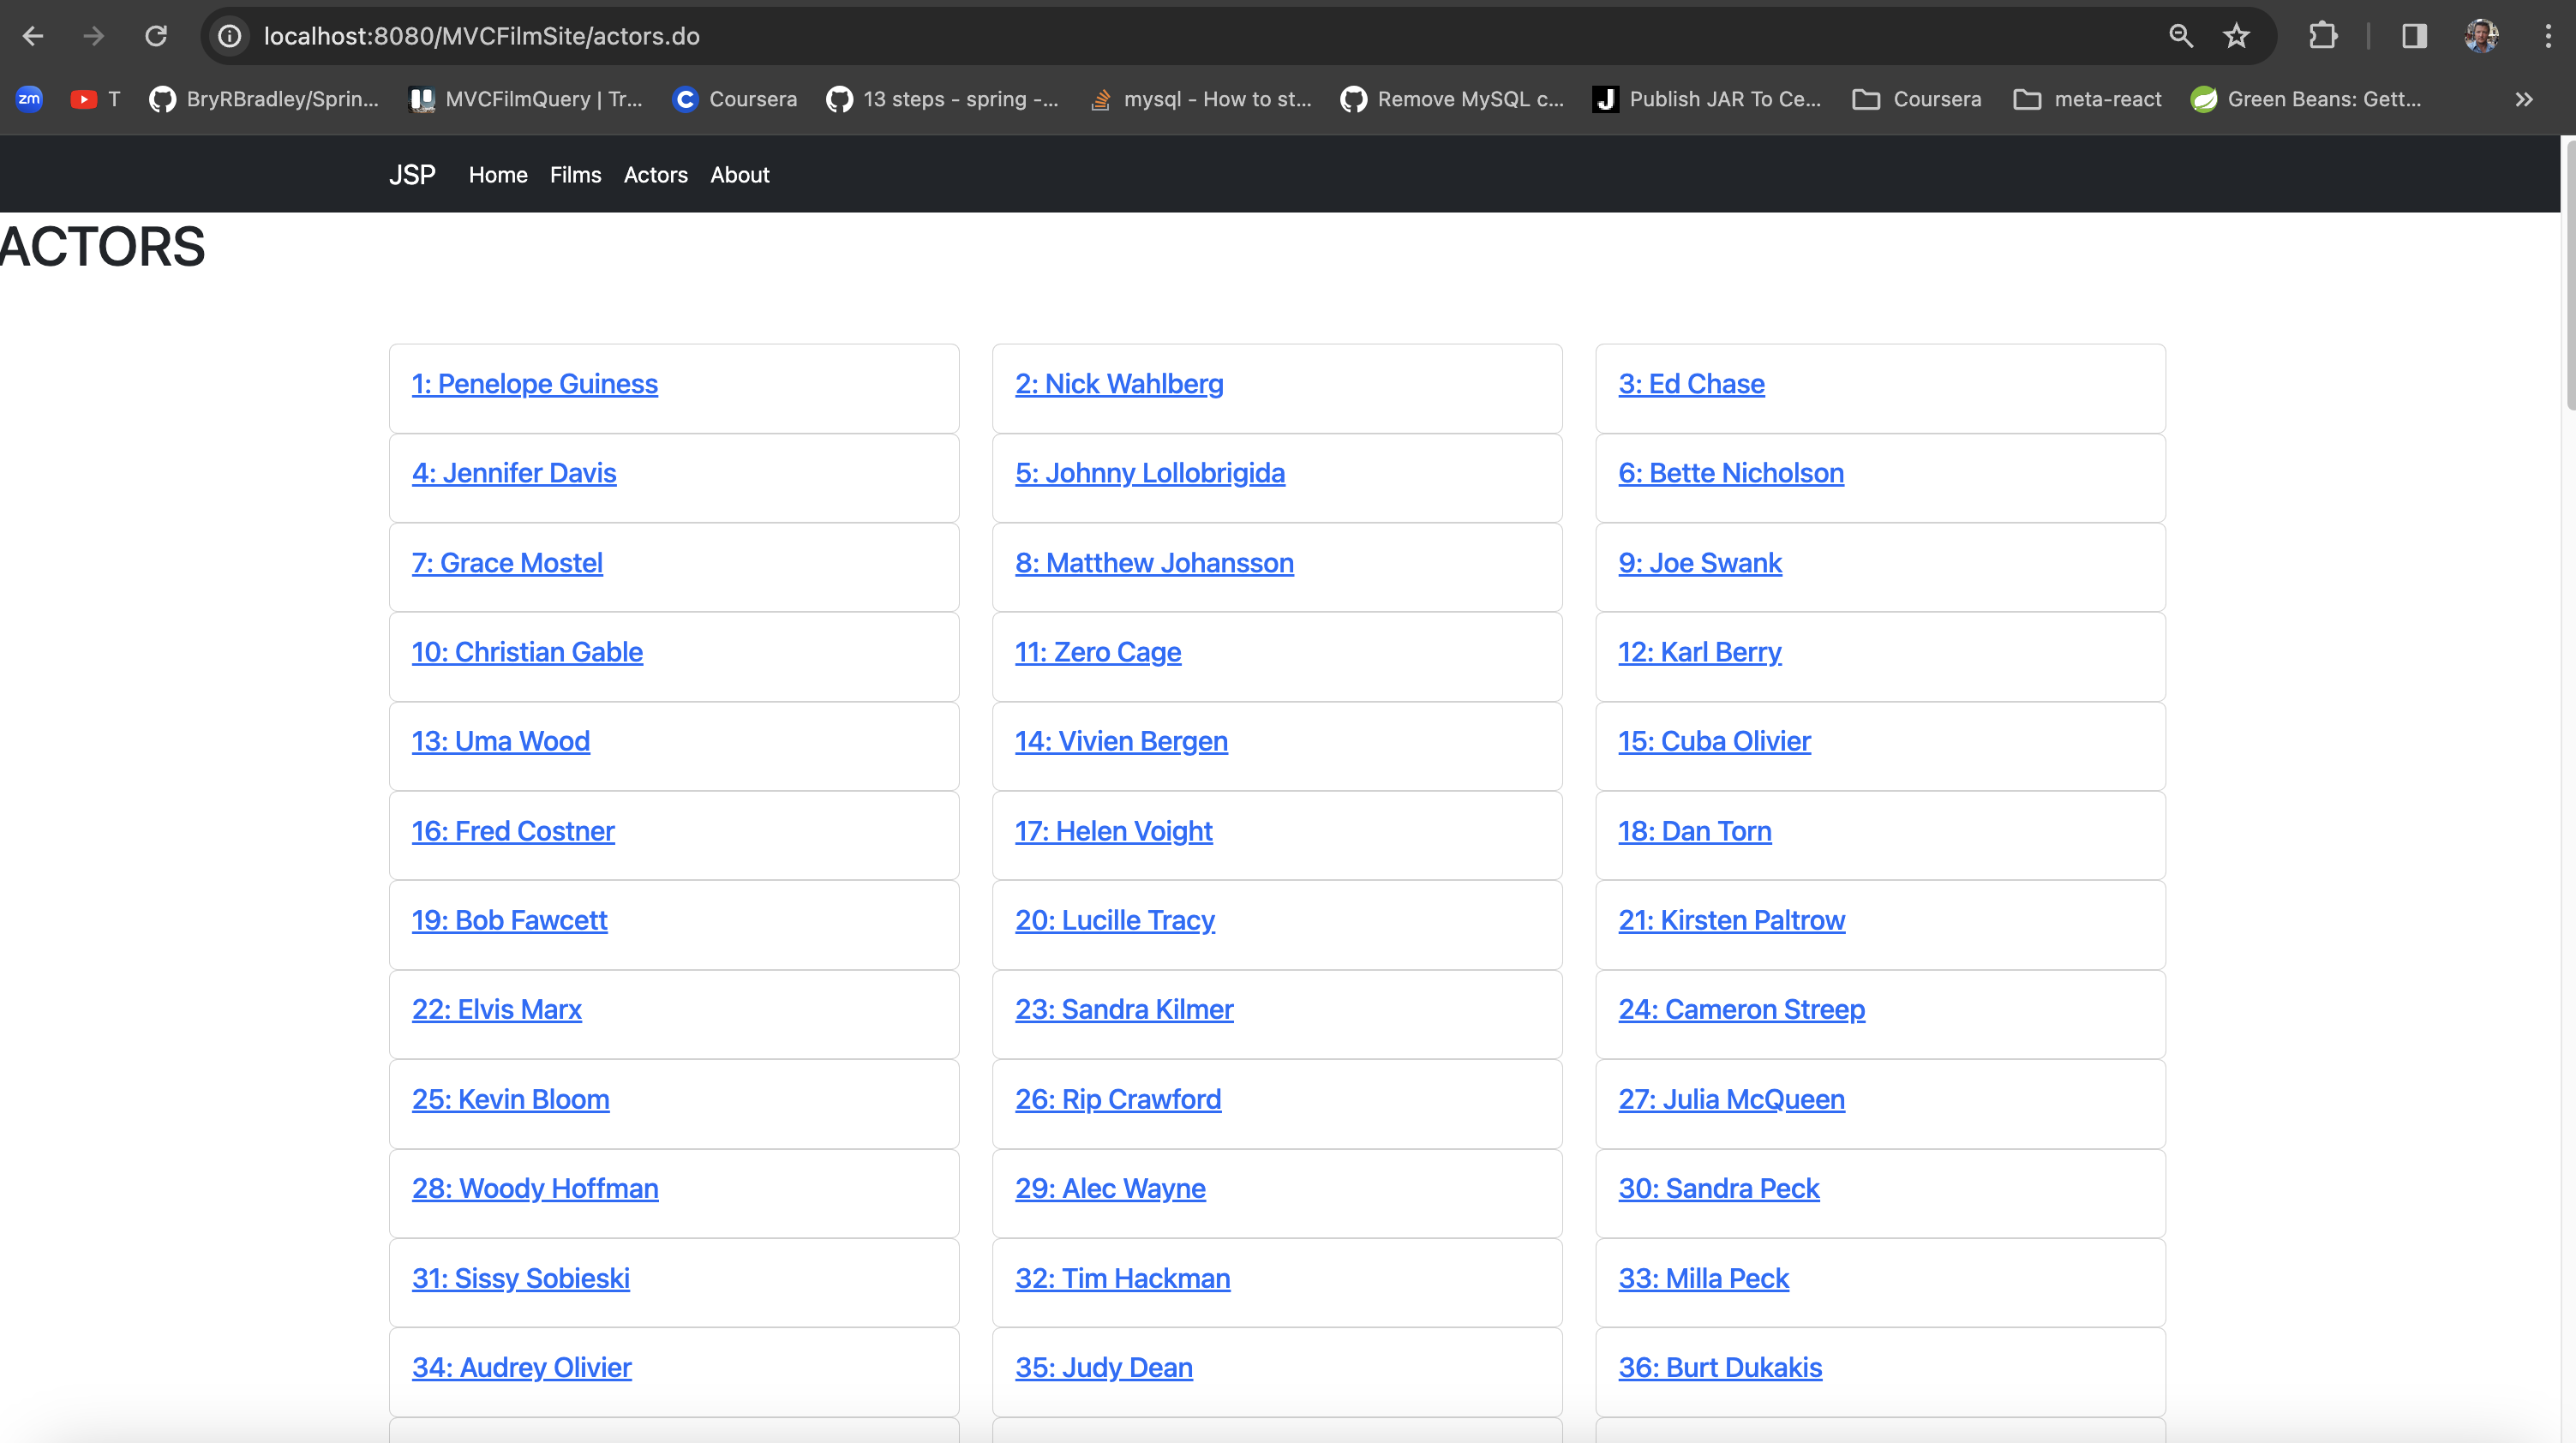 localhost:8080/MVCFilmSite/actors.do
zm T BryRBradley/Sprin... MVCFilmQuery | Tr... Coursera 13 steps - spring -... mysql - How to st... Remove MySQL c... Publish JAR To Ce... Coursera meta-react Green Beans: Gett...
JSP Home Films Actors About
ACTORS
1: Penelope Guiness 2: Nick Wahlberg 3: Ed Chase
4: Jennifer Davis 5: Johnny Lollobrigida 6: Bette Nicholson
7: Grace Mostel 8: Matthew Johansson 9: Joe Swank
10: Christian Gable 11: Zero Cage 12: Karl Berry
13: Uma Wood 14: Vivien Bergen 15: Cuba Olivier
16: Fred Costner 17: Helen Voight 18: Dan Torn
19: Bob Fawcett 20: Lucille Tracy 21: Kirsten Paltrow
22: Elvis Marx 23: Sandra Kilmer 24: Cameron Streep
25: Kevin Bloom 26: Rip Crawford 27: Julia McQueen
28: Woody Hoffman 29: Alec Wayne 30: Sandra Peck
31: Sissy Sobieski 32: Tim Hackman 33: Milla Peck
34: Audrey Olivier 35: Judy Dean 36: Burt Dukakis